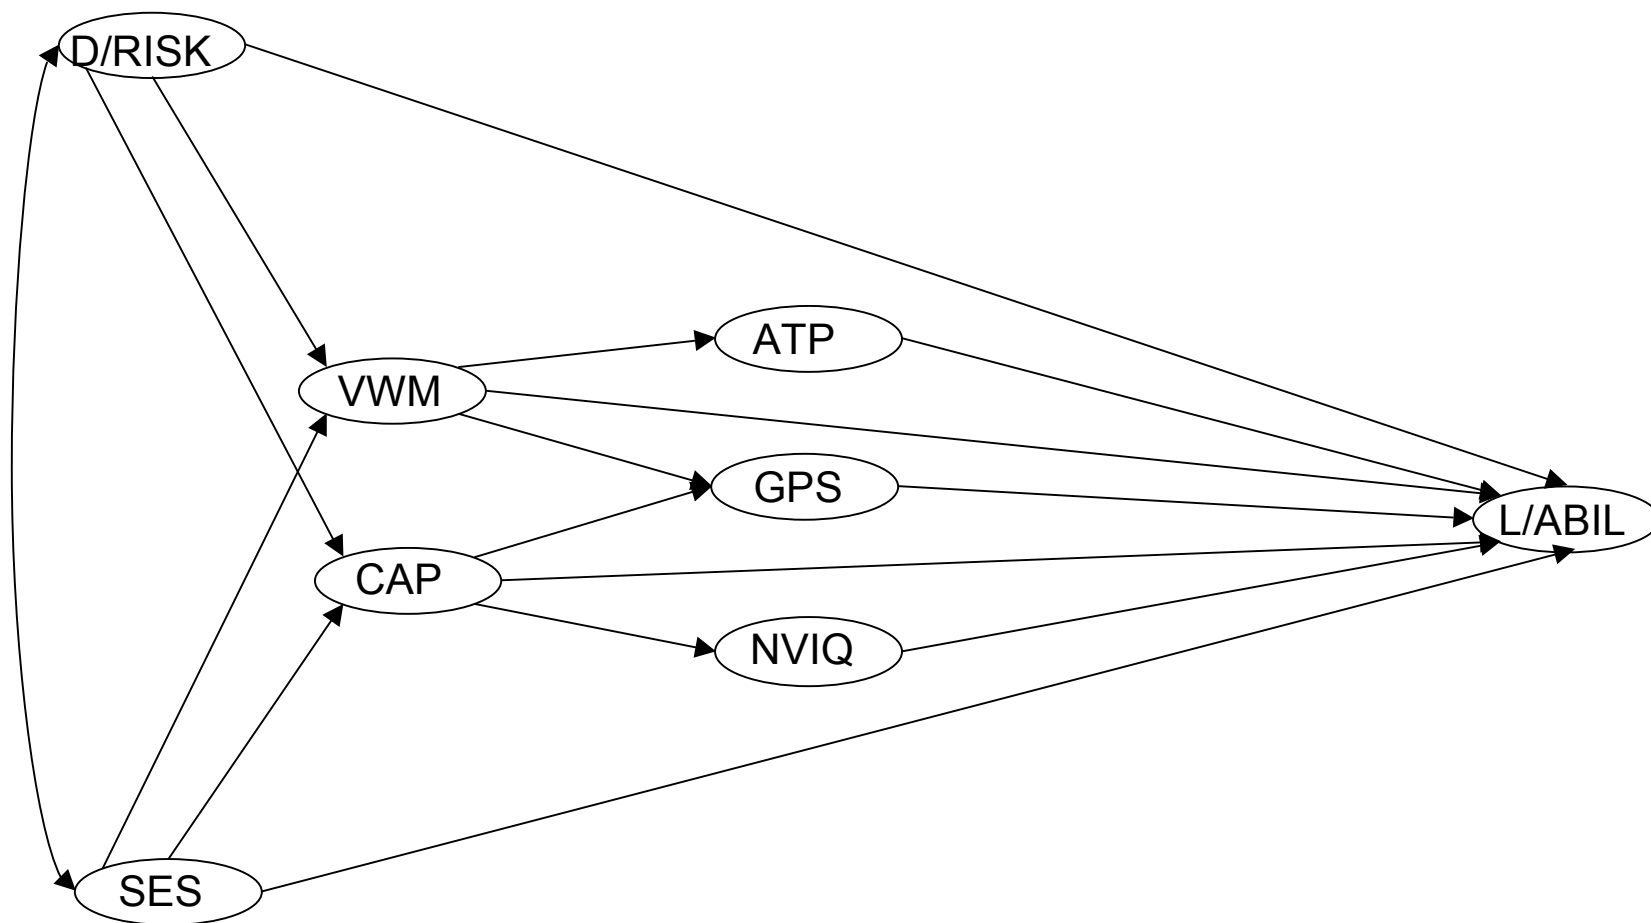 D/RISK
ATP
VWM
GPS
L/ABIL
CAP
NVIQ
SES